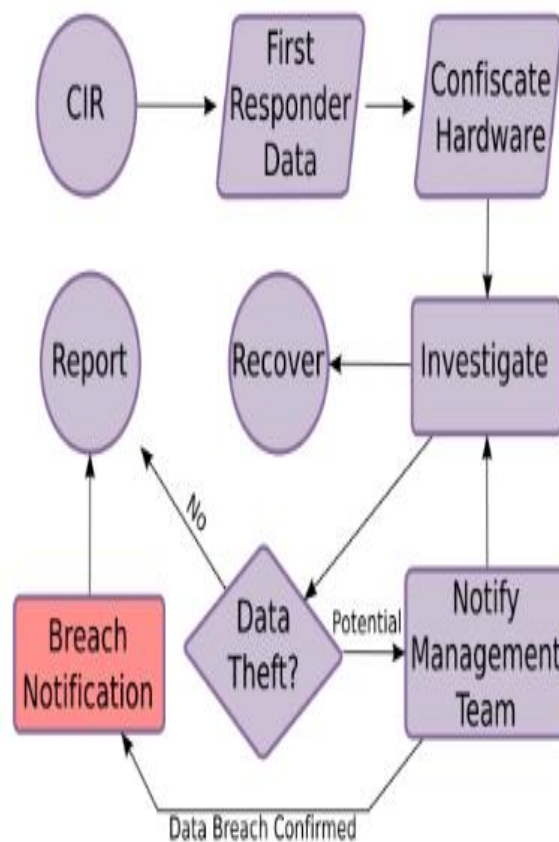 CIR
First
Responder
Data
Confiscate
Hardware
Report
Recover
Investigate
No
Breach
Notification
Data
Theft?
Potential
Notify
Management
Team
Data Breach Confirmed